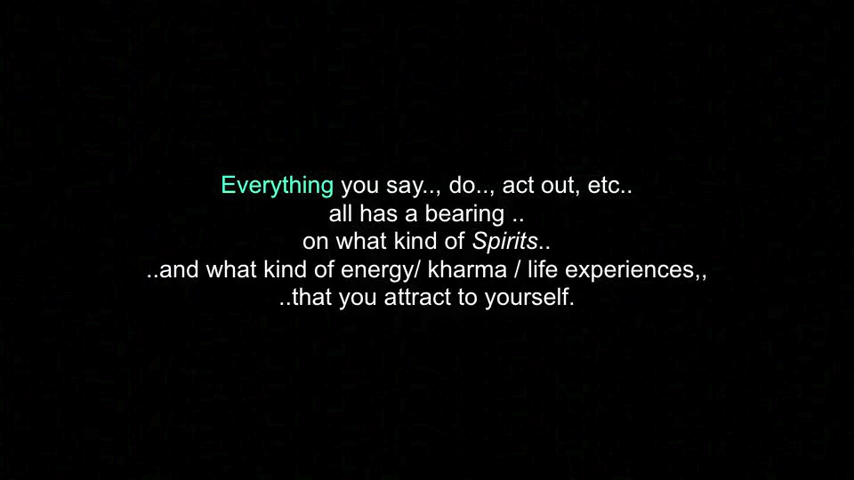 Everything you say.., do.., act out, etc..
all has a bearing ..
on what kind of Spirits..
..and what kind of energy/ kharma / life experiences,,
..that you attract to yourself.